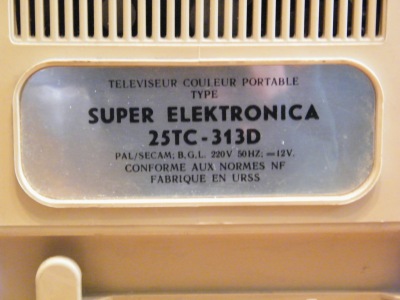 TELEVISEUR COULEUR PORTABLE
TYPE
SUPER ELEKTRONICA
25TC-313D
PAL/SECAM; B.G.L. 220V 50HZ; =12V.
CONFORME AUX NORMES NF
FABRIQUE EN URSS